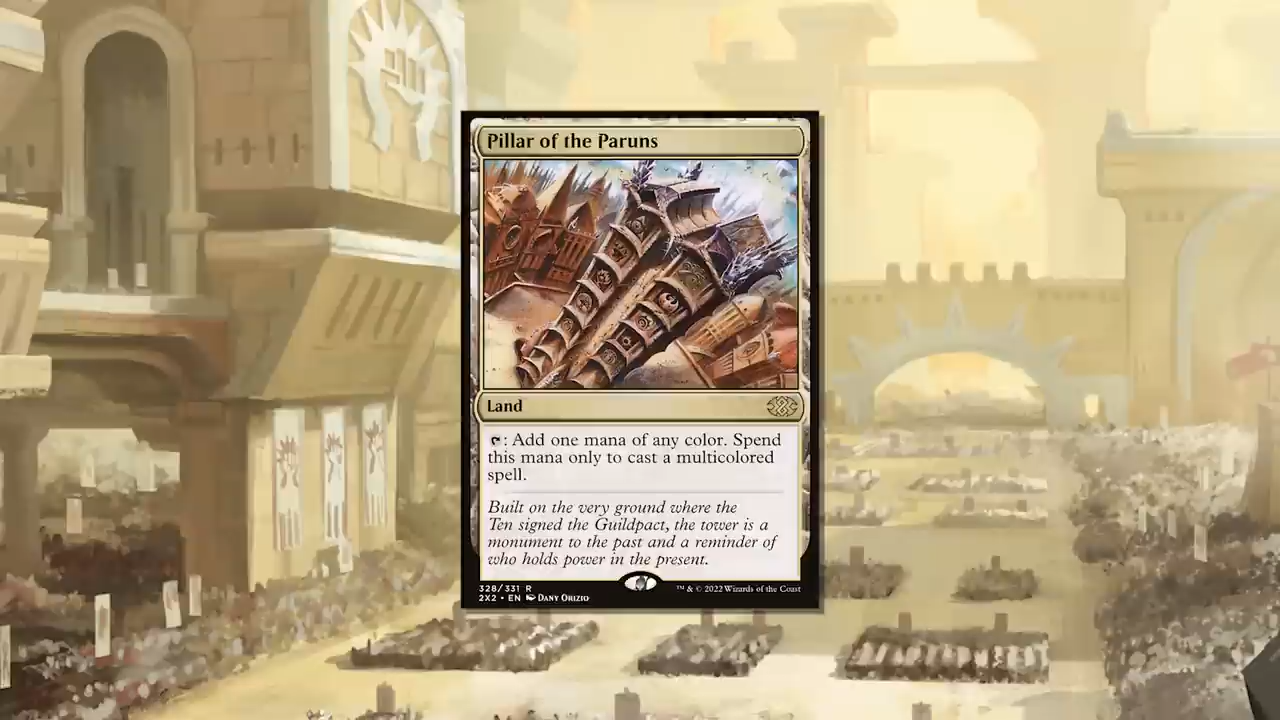 Pillar of the Paruns
Land
: Add one mana of any color. Spend
this mana only to cast a multicolored
spell.
Built on the very ground where the
Ten signed the Guildpact, the tower is a
monument to the past and a reminder of
who holds power in the present.
328/331 R
2X2 • EN Dany Orizio
™ & © 2022 Wizards of the Coast